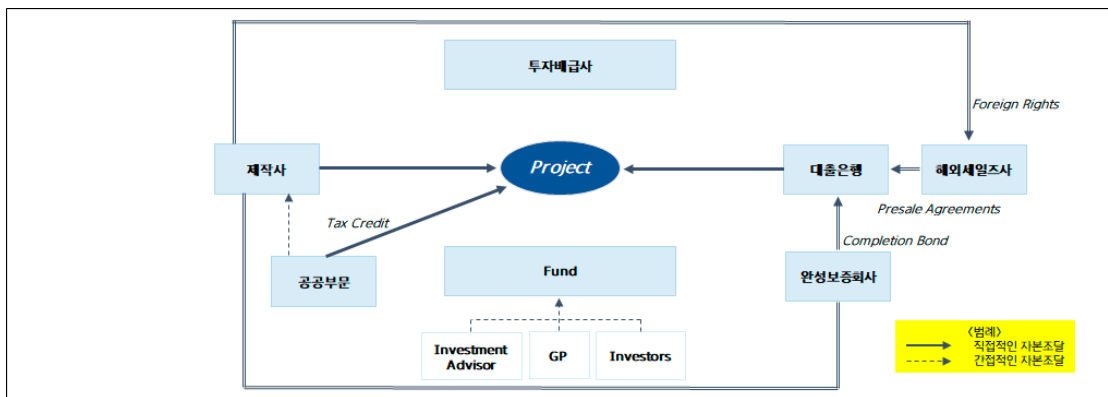 투자배급사
Foreign Rights
제작사
Project
대출은행
해외세일즈사
Tax Credit
Presale Agreements
Completion Bond
공공부문
Fund
완성보증회사
Investment
Advisor
GP
Investors
<범례>
직접적인 자본조달
간접적인 자본조달